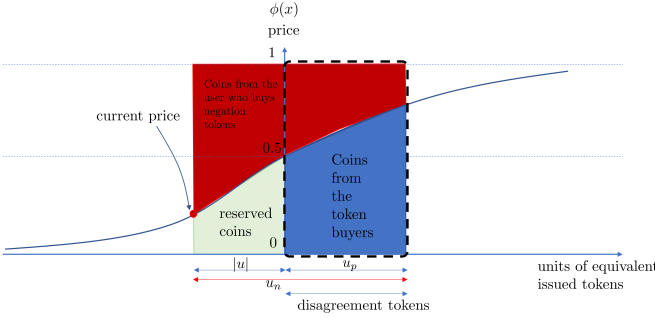 ϕ(x)
price
1
Coins from the
user who buys
negation
tokens
current price
0.5
Coins
from
the
token
buyers
reserved
coins
0
|u|
u_p
units of equivalent
issued tokens
u_n
disagreement tokens